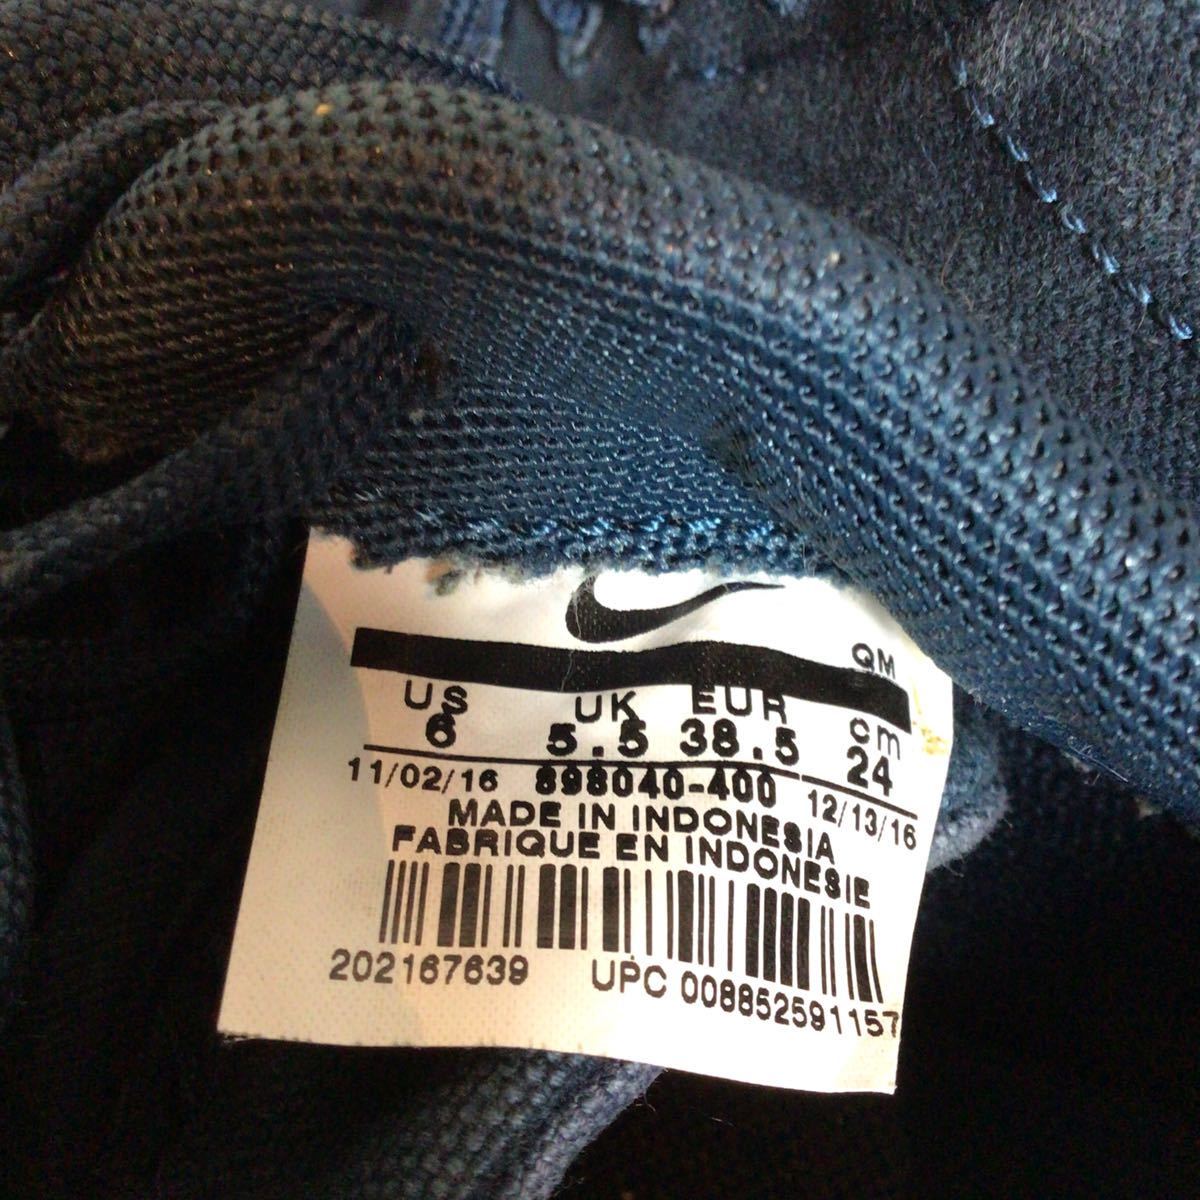 QM
US UK EUR cm
6 5.5 38.5 24
11/02/16 898040-400 12/13/16
MADE IN INDONESIA
FABRIQUE EN INDONESIE
202167639 UPC 008852591157